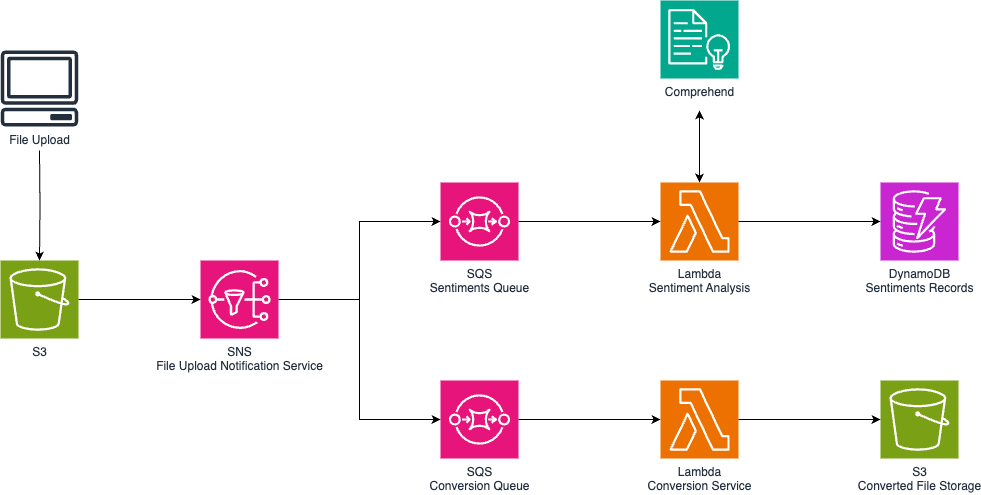 Comprehend
File Upload
SQS
Sentiments Queue
Lambda
Sentiment Analysis
DynamoDB
Sentiments Records
S3
SNS
File Upload Notification Service
SQS
Conversion Queue
Lambda
Conversion Service
S3
Converted File Storage